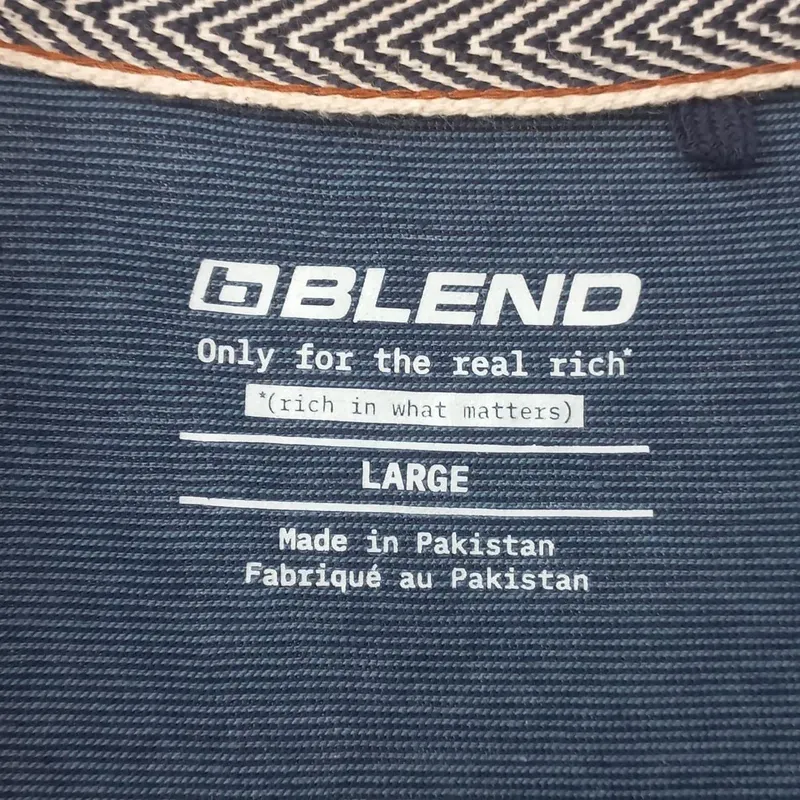 BLEND
Only for the real rich*
*(rich in what matters)
LARGE
Made in Pakistan
Fabriqué au Pakistan